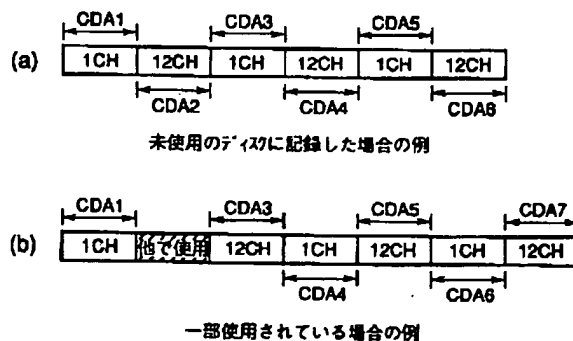 CDA1 CDA3 CDA5
(a) 1CH 12CH 1CH 12CH 1CH 12CH
CDA2 CDA4 CDA6
未使用のディスクに記録した場合の例
CDA1 CDA3 CDA5 CDA7
(b) 1CH 他で使用 12CH 1CH 12CH 1CH 12CH
CDA4 CDA6
一部使用されている場合の例